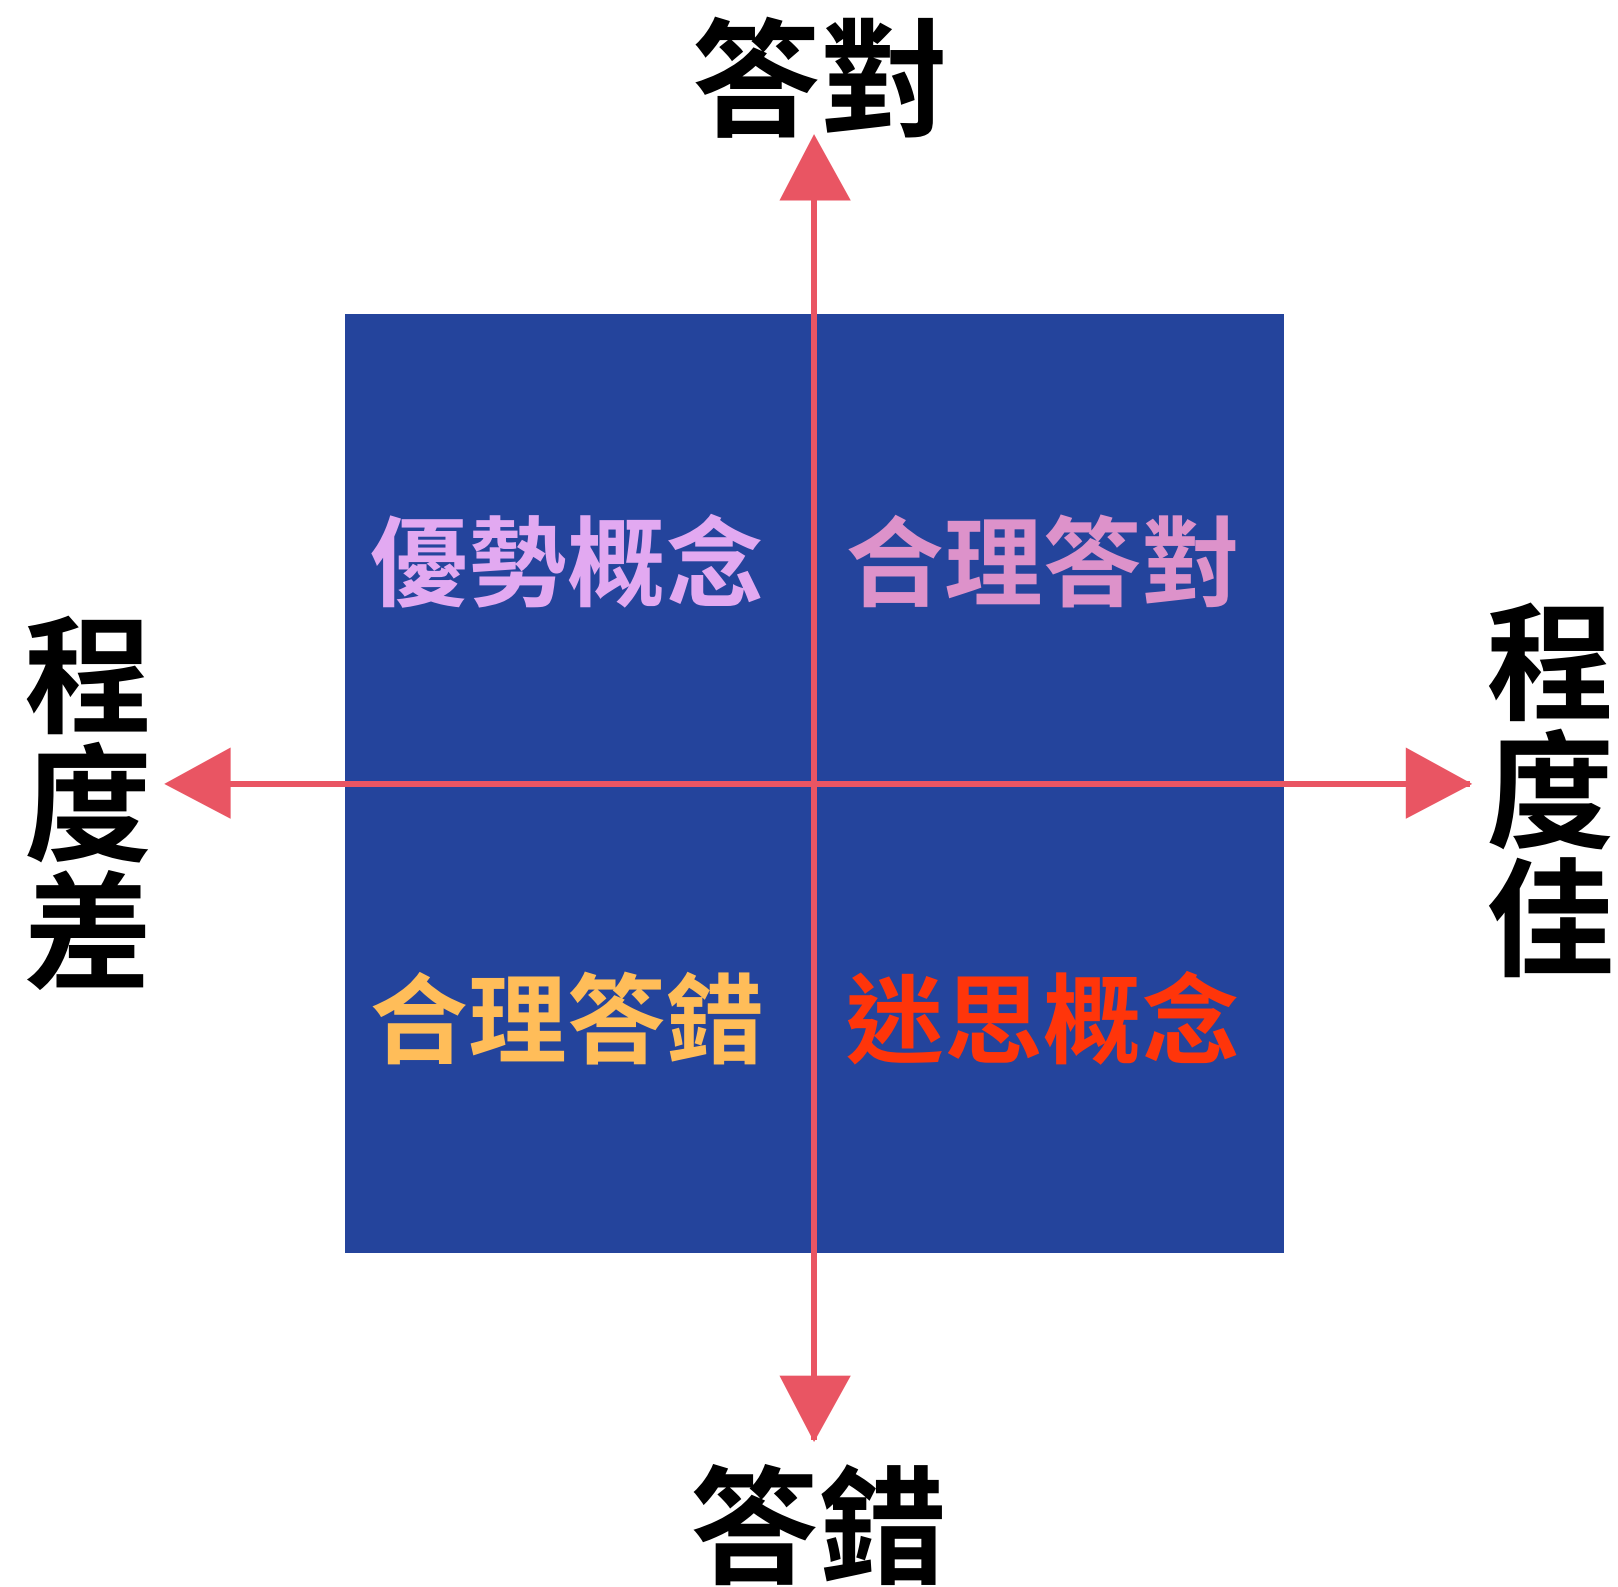 答對
優勢概念
合理答對
程度差
程度佳
合理答錯
迷思概念
答錯